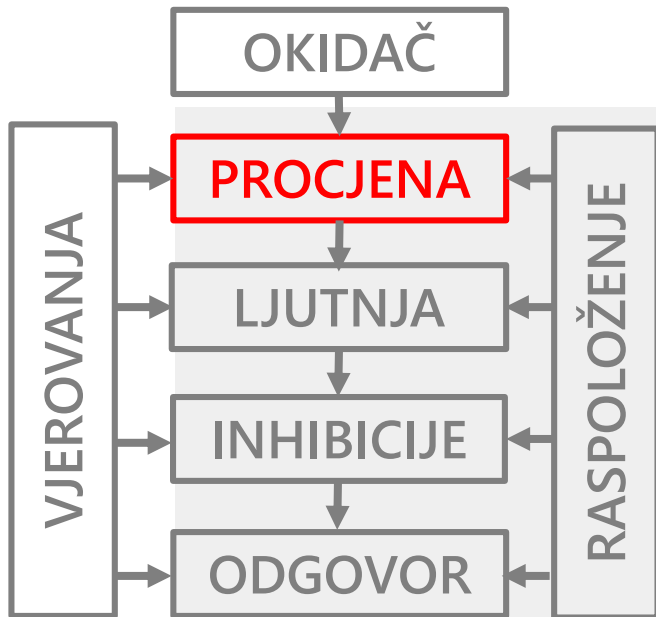 OKIDAČ
PROCJENA
LJUTNJA
INHIBICIJE
ODGOVOR
VJEROVANJA
RASPOLOŽENJE